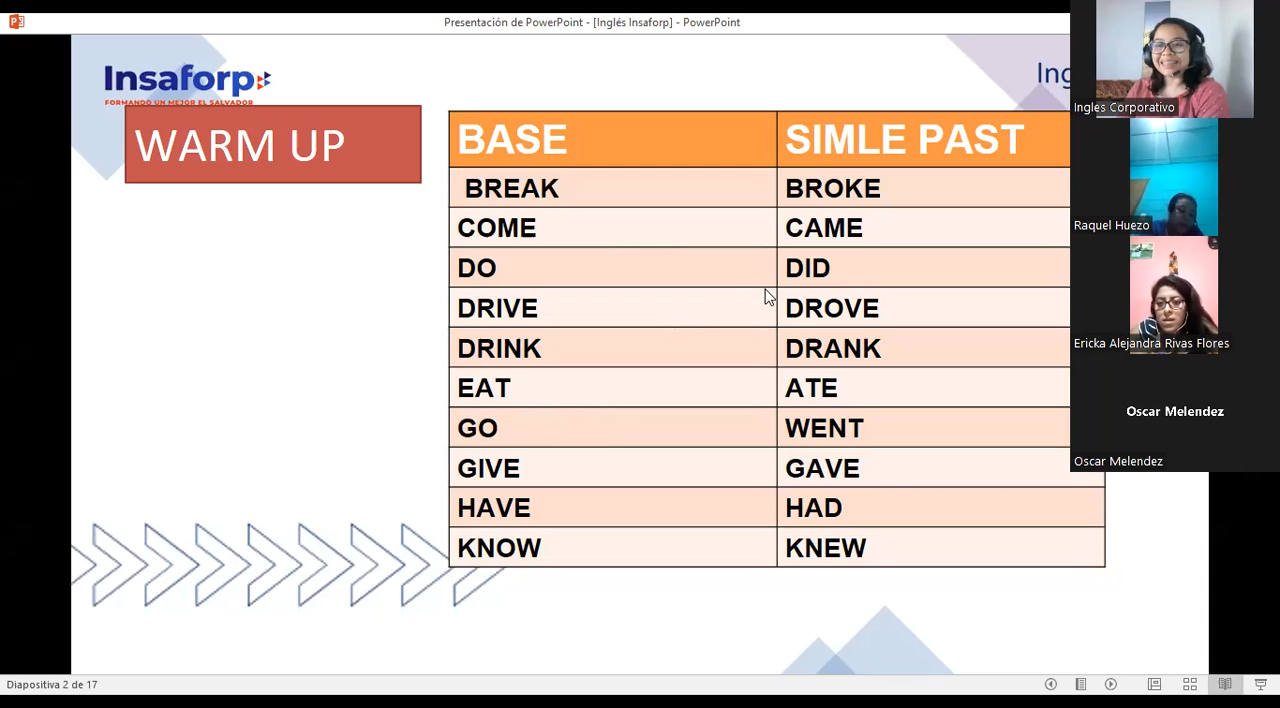 Presentación de PowerPoint - [Inglés Insaforp] - PowerPoint
Insaforp
FORMANDO UN MEJOR EL SALVADOR
WARM UP
BASE SIMLE PAST
BREAK BROKE
COME CAME
DO DID
DRIVE DROVE
DRINK DRANK
EAT ATE
GO WENT
GIVE GAVE
HAVE HAD
KNOW KNEW
Ingles Corporativo
Raquel Huezo
Ericka Alejandra Rivas Flores
Oscar Melendez
Oscar Melendez
Diapositiva 2 de 17